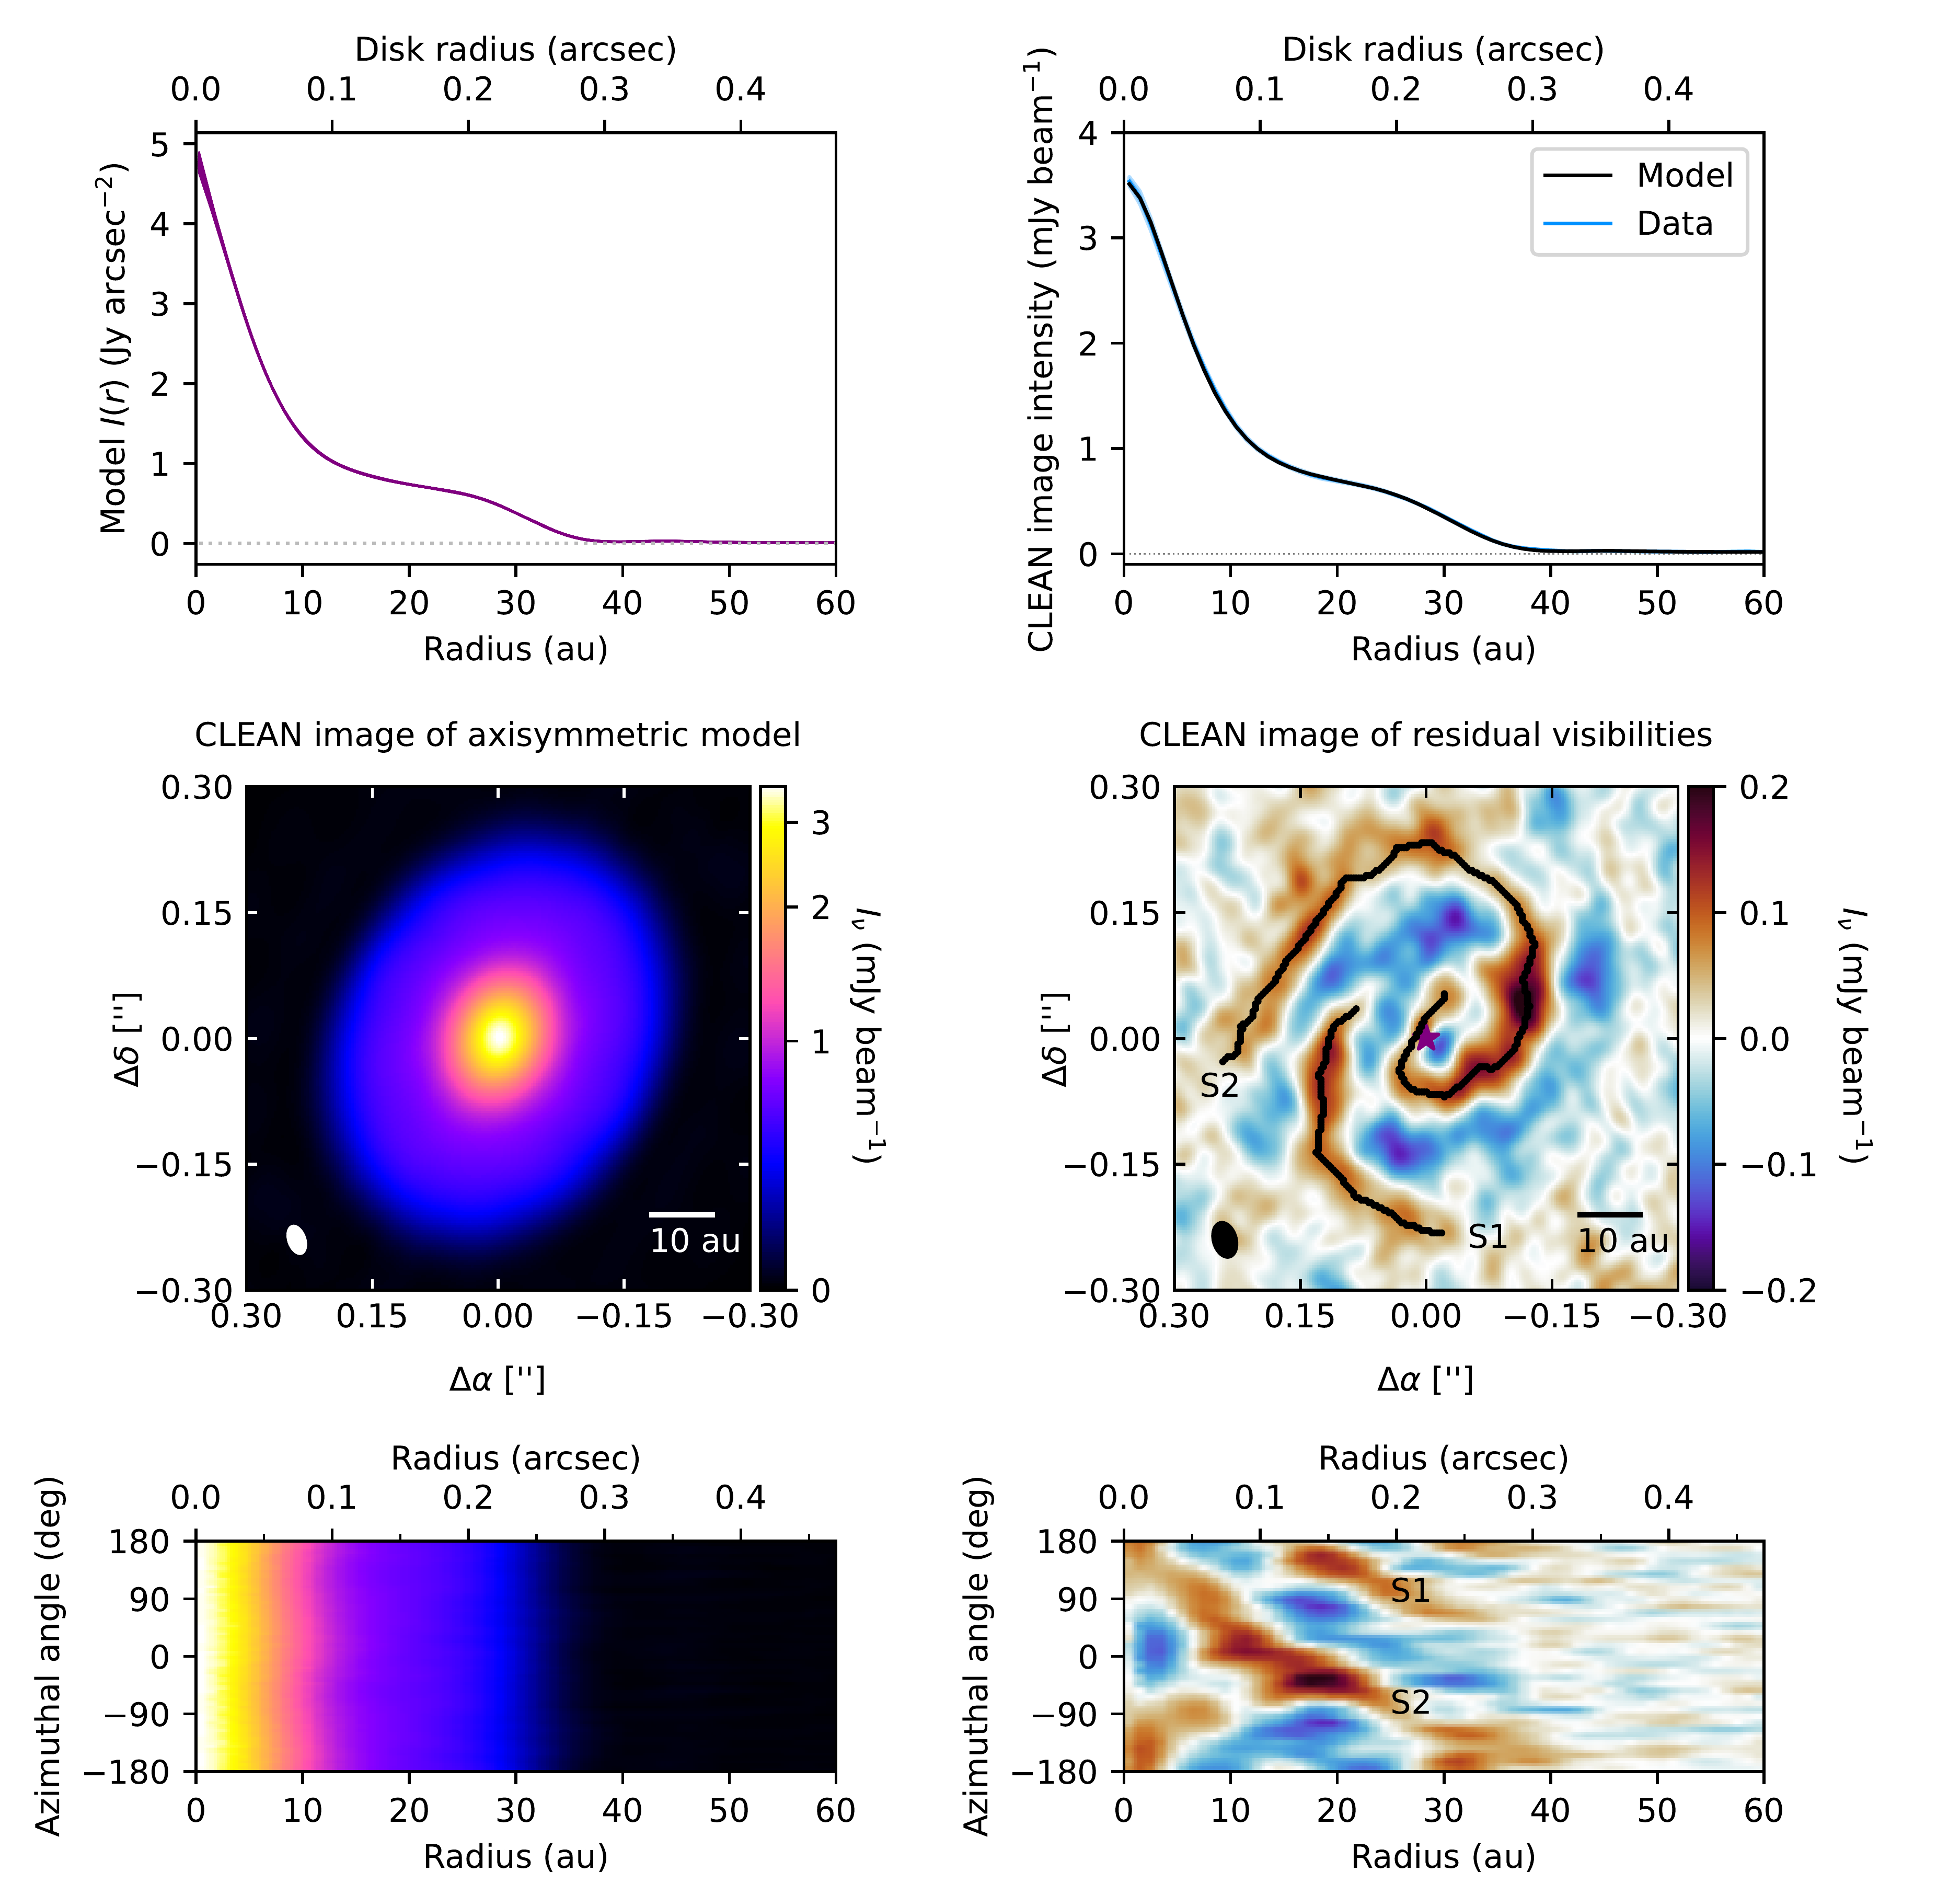 Disk radius (arcsec)
0.0 0.1 0.2 0.3 0.4
Model I(r) (Jy arcsec⁻²)
5
4
3
2
1
0
0 10 20 30 40 50 60
Radius (au)
Disk radius (arcsec)
0.0 0.1 0.2 0.3 0.4
CLEAN image intensity (mJy beam⁻¹)
4
3
2
1
0
Model
Data
0 10 20 30 40 50 60
Radius (au)
CLEAN image of axisymmetric model
Δδ ['']
0.30
0.15
0.00
−0.15
−0.30
10 au
0.30 0.15 0.00 −0.15 −0.30
Δα ['']
3
2
1
0
Iν (mJy beam⁻¹)
CLEAN image of residual visibilities
Δδ ['']
0.30
0.15
0.00
−0.15
−0.30
S2
S1
10 au
0.30 0.15 0.00 −0.15 −0.30
Δα ['']
0.2
0.1
0.0
−0.1
−0.2
Iν (mJy beam⁻¹)
Radius (arcsec)
0.0 0.1 0.2 0.3 0.4
Azimuthal angle (deg)
180
90
0
−90
−180
0 10 20 30 40 50 60
Radius (au)
Radius (arcsec)
0.0 0.1 0.2 0.3 0.4
Azimuthal angle (deg)
180
90
0
−90
−180
S1
S2
0 10 20 30 40 50 60
Radius (au)